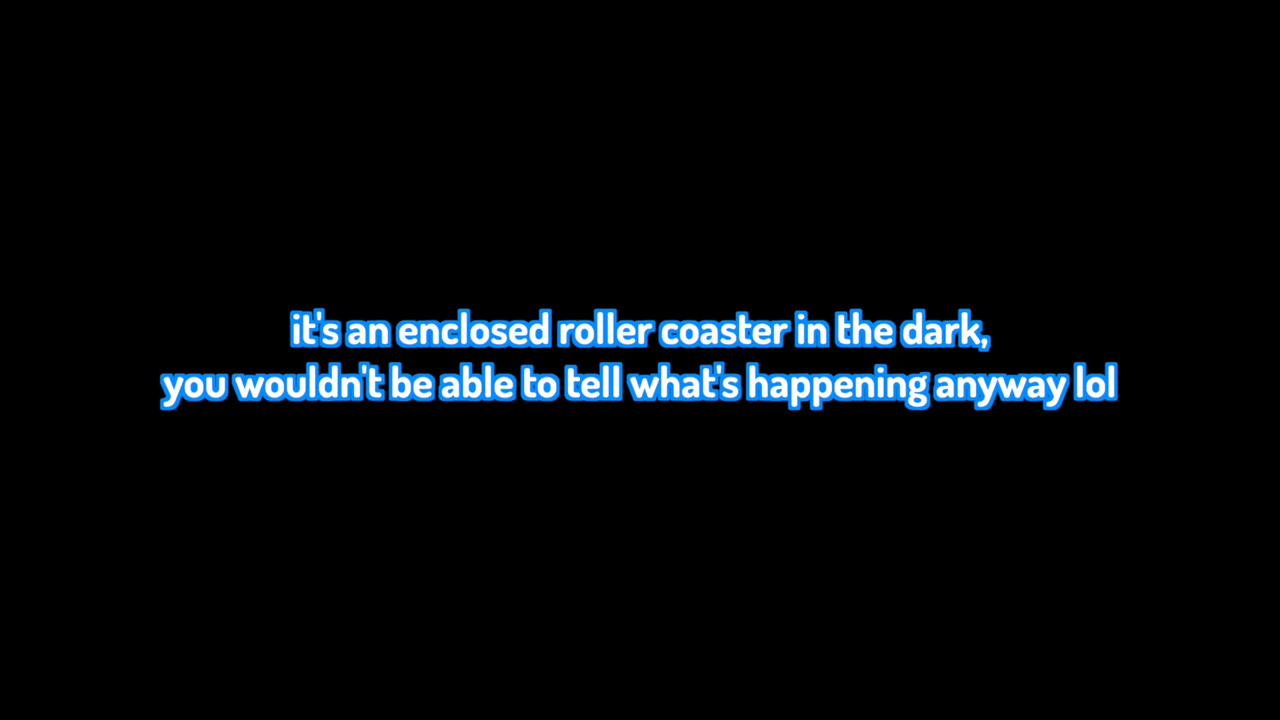 it's an enclosed roller coaster in the dark,
you wouldn't be able to tell what's happening anyway lol